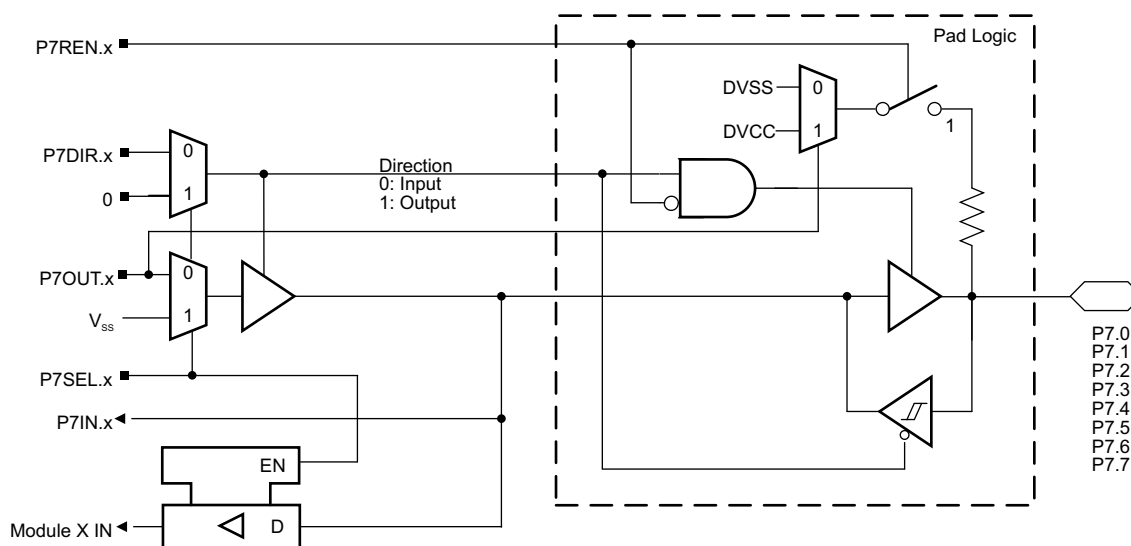 P7REN.x
Pad Logic
DVSS
0
DVCC
1
1
P7DIR.x
0
0
1
Direction
0: Input
1: Output
P7OUT.x
0
VSS
1
P7SEL.x
P7IN.x
EN
Module X IN
D
P7.0
P7.1
P7.2
P7.3
P7.4
P7.5
P7.6
P7.7